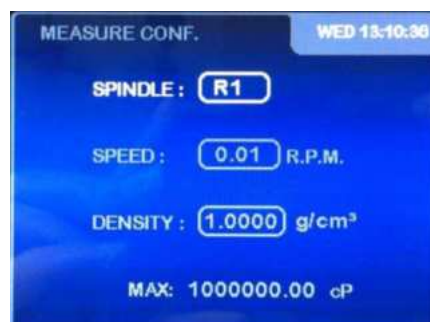 MEASURE CONF.
WED 13:10:36
SPINDLE: R1
SPEED: 0.01 R.P.M.
DENSITY: 1.0000 g/cm³
MAX: 1000000.00 cP